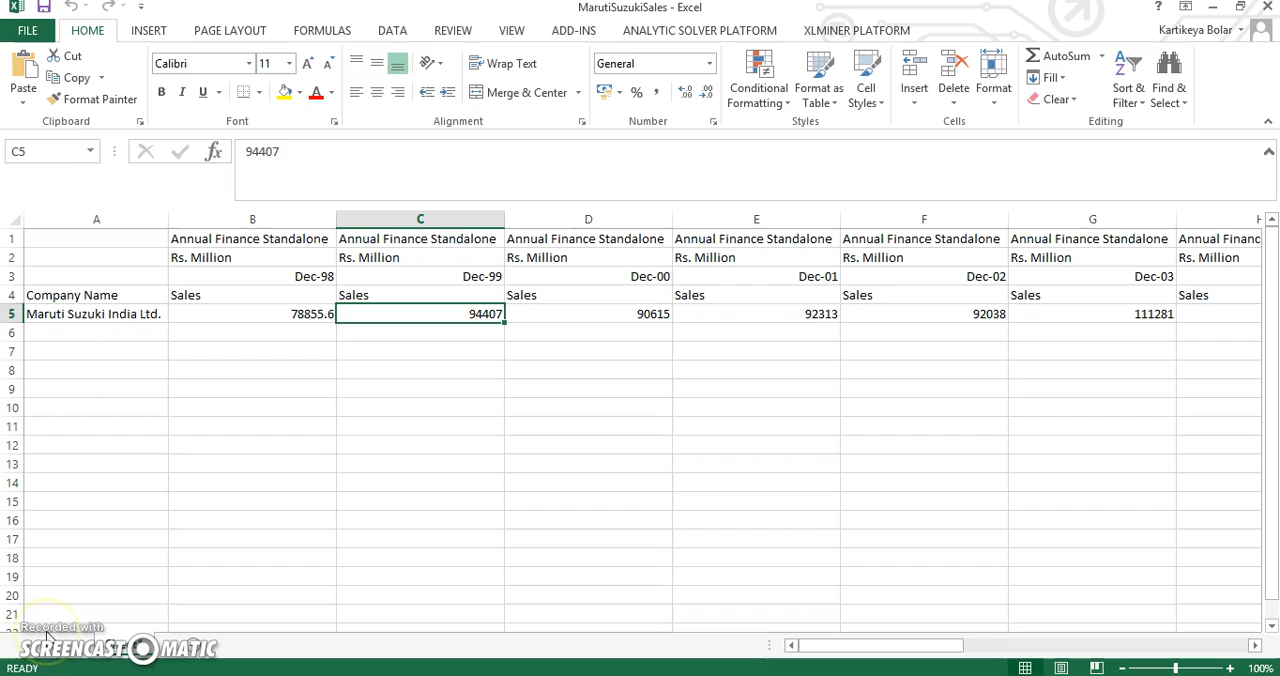 MarutiSuzukiSales - Excel
?
FILE HOME INSERT PAGE LAYOUT FORMULAS DATA REVIEW VIEW ADD-INS ANALYTIC SOLVER PLATFORM XLMINER PLATFORM Kartikeya Bolar
Paste
Cut
Copy
Format Painter
Clipboard
Calibri 11
B I U
Font
Wrap Text
Merge & Center
Alignment
General
%
Number
Conditional Formatting
Format as Table
Cell Styles
Styles
Insert Delete Format
Cells
AutoSum
Fill
Clear
Sort & Filter
Find & Select
Editing
C5 fx 94407
A B C D E F G H
1 Annual Finance Standalone Annual Finance Standalone Annual Finance Standalone Annual Finance Standalone Annual Finance Standalone Annual Finance Standalone Annual Financ
2 Rs. Million Rs. Million Rs. Million Rs. Million Rs. Million Rs. Million Rs. Million
3 Dec-98 Dec-99 Dec-00 Dec-01 Dec-02 Dec-03
4 Company Name Sales Sales Sales Sales Sales Sales Sales
5 Maruti Suzuki India Ltd. 78855.6 94407 90615 92313 92038 111281
6
7
8
9
10
11
12
13
14
15
16
17
18
19
20
21
Recorded with
SCREENCAST-O-MATIC
READY 100%